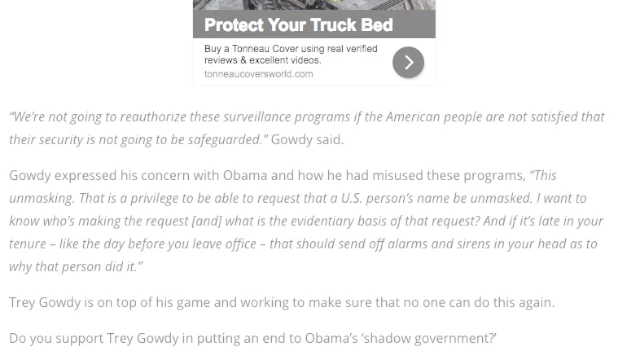 Protect Your Truck Bed
Buy a Tonneau Cover using real verified
reviews & excellent videos.
tonneaucoversworld.com
“We’re not going to reauthorize these surveillance programs if the American people are not satisfied that
their security is not going to be safeguarded.” Gowdy said.
Gowdy expressed his concern with Obama and how he had misused these programs, “This
unmasking. That is a privilege to be able to request that a U.S. person’s name be unmasked. I want to
know who’s making the request [and] what is the evidentiary basis of that request? And if it’s late in your
tenure – like the day before you leave office – that should send off alarms and sirens in your head as to
why that person did it.”
Trey Gowdy is on top of his game and working to make sure that no one can do this again.
Do you support Trey Gowdy in putting an end to Obama’s ‘shadow government?’